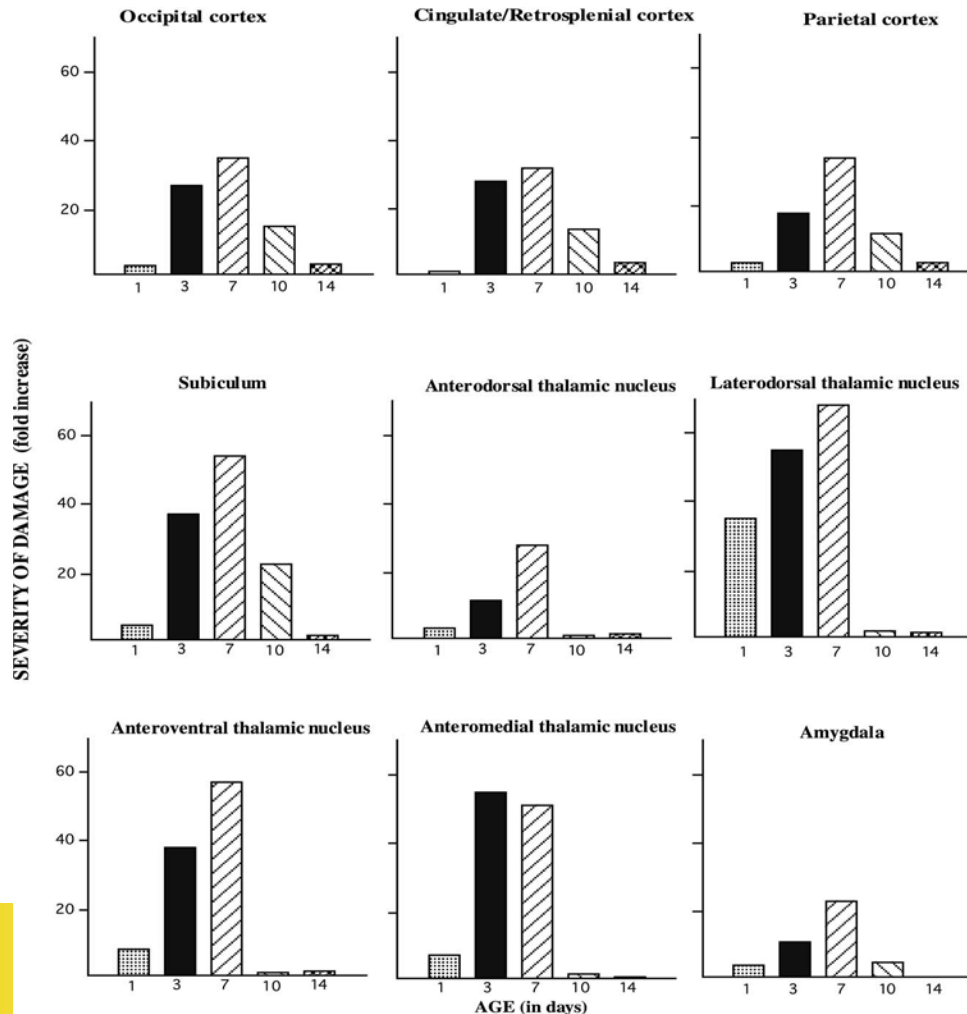 Occipital cortex
Cingulate/Retrosplenial cortex
Parietal cortex
60
40
20
1 3 7 10 14
1 3 7 10 14
1 3 7 10 14
SEVERITY OF DAMAGE (fold increase)
Subiculum
Anterodorsal thalamic nucleus
Laterodorsal thalamic nucleus
60
40
20
1 3 7 10 14
1 3 7 10 14
1 3 7 10 14
Anteroventral thalamic nucleus
Anteromedial thalamic nucleus
Amygdala
60
40
20
1 3 7 10 14
1 3 7 10 14
1 3 7 10 14
AGE (in days)